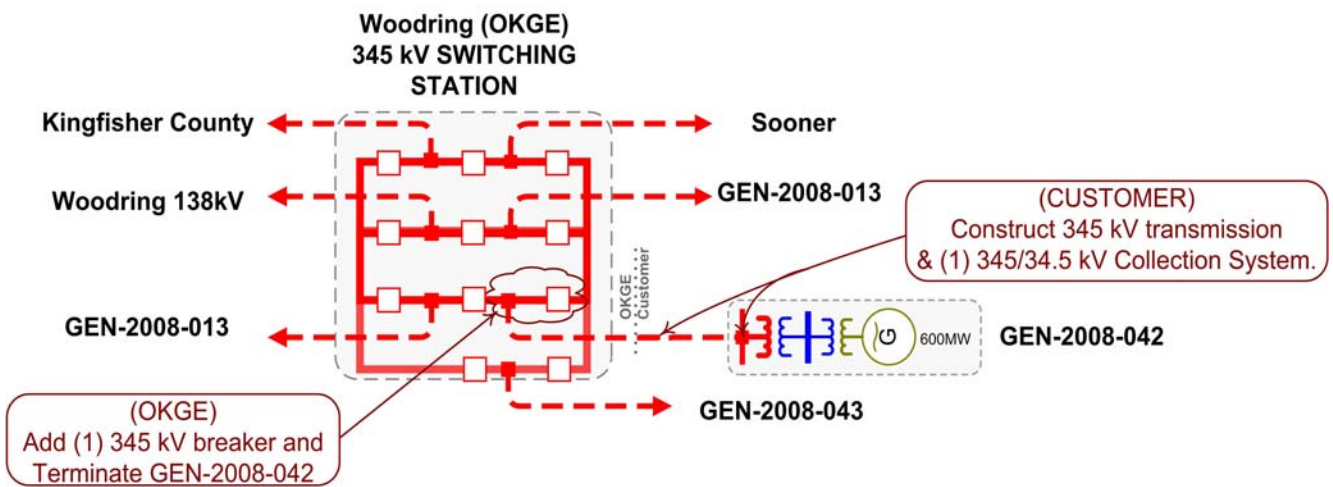 Woodring (OKGE)
345 kV SWITCHING
STATION
Kingfisher County
Sooner
Woodring 138kV
GEN-2008-013
(CUSTOMER)
Construct 345 kV transmission
& (1) 345/34.5 kV Collection System.
OKGE
Customer
GEN-2008-013
G
600MW
GEN-2008-042
GEN-2008-043
(OKGE)
Add (1) 345 kV breaker and
Terminate GEN-2008-042